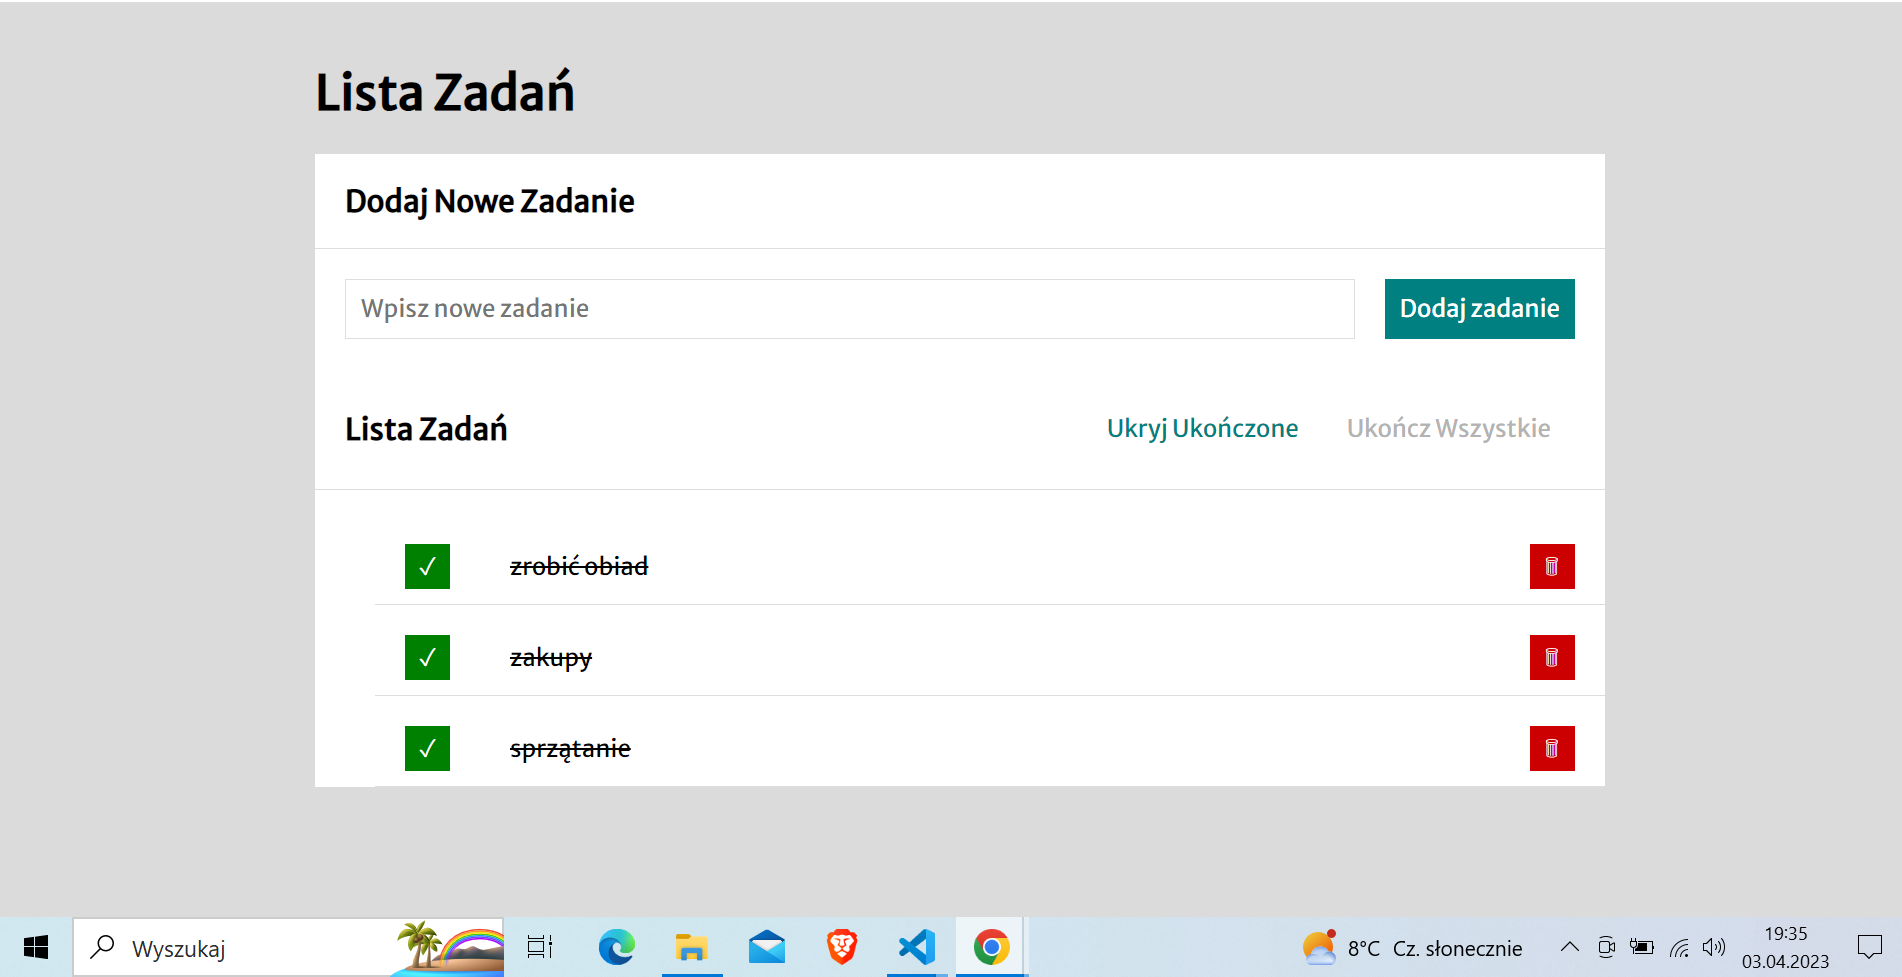 Lista Zadań
Dodaj Nowe Zadanie
Wpisz nowe zadanie
Dodaj zadanie
Lista Zadań
Ukryj Ukończone
Ukończ Wszystkie
zrobić obiad
zakupy
sprzątanie
Wyszukaj
8°C Cz. słonecznie
19:35
03.04.2023